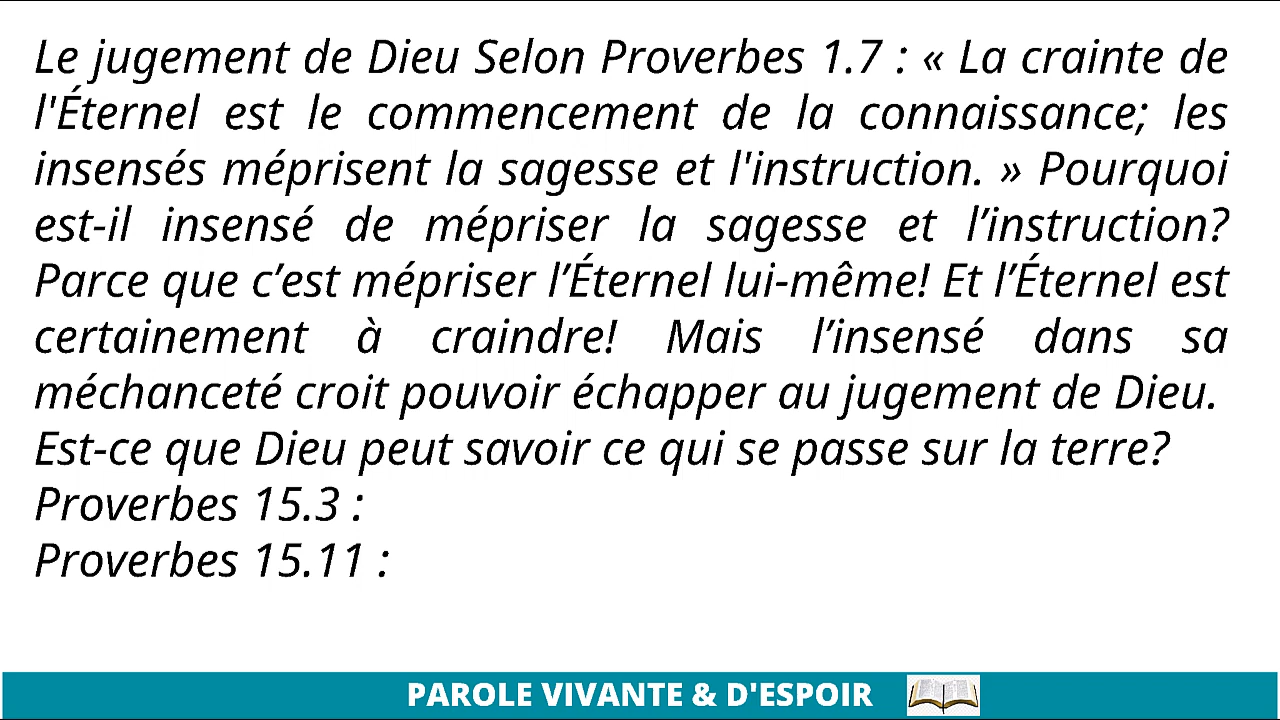 Le jugement de Dieu Selon Proverbes 1.7 : « La crainte de
l'Éternel est le commencement de la connaissance; les
insensés méprisent la sagesse et l'instruction. » Pourquoi
est-il insensé de mépriser la sagesse et l’instruction?
Parce que c’est mépriser l’Éternel lui-même! Et l’Éternel est
certainement à craindre! Mais l’insensé dans sa
méchanceté croit pouvoir échapper au jugement de Dieu.
Est-ce que Dieu peut savoir ce qui se passe sur la terre?
Proverbes 15.3 :
Proverbes 15.11 :
PAROLE VIVANTE & D'ESPOIR